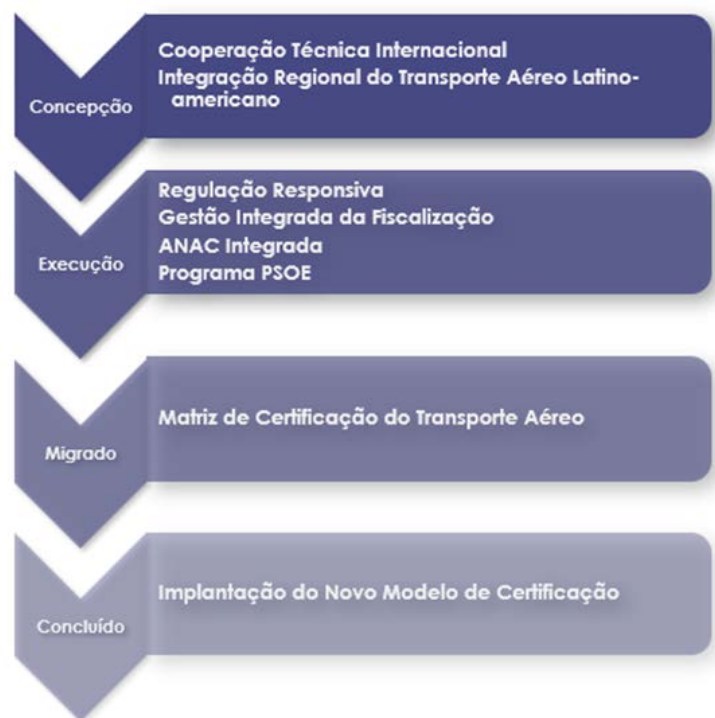 Concepção
Cooperação Técnica Internacional
Integração Regional do Transporte Aéreo Latino-
americano
Execução
Regulação Responsiva
Gestão Integrada da Fiscalização
ANAC Integrada
Programa PSOE
Migrado
Matriz de Certificação do Transporte Aéreo
Concluído
Implantação do Novo Modelo de Certificação